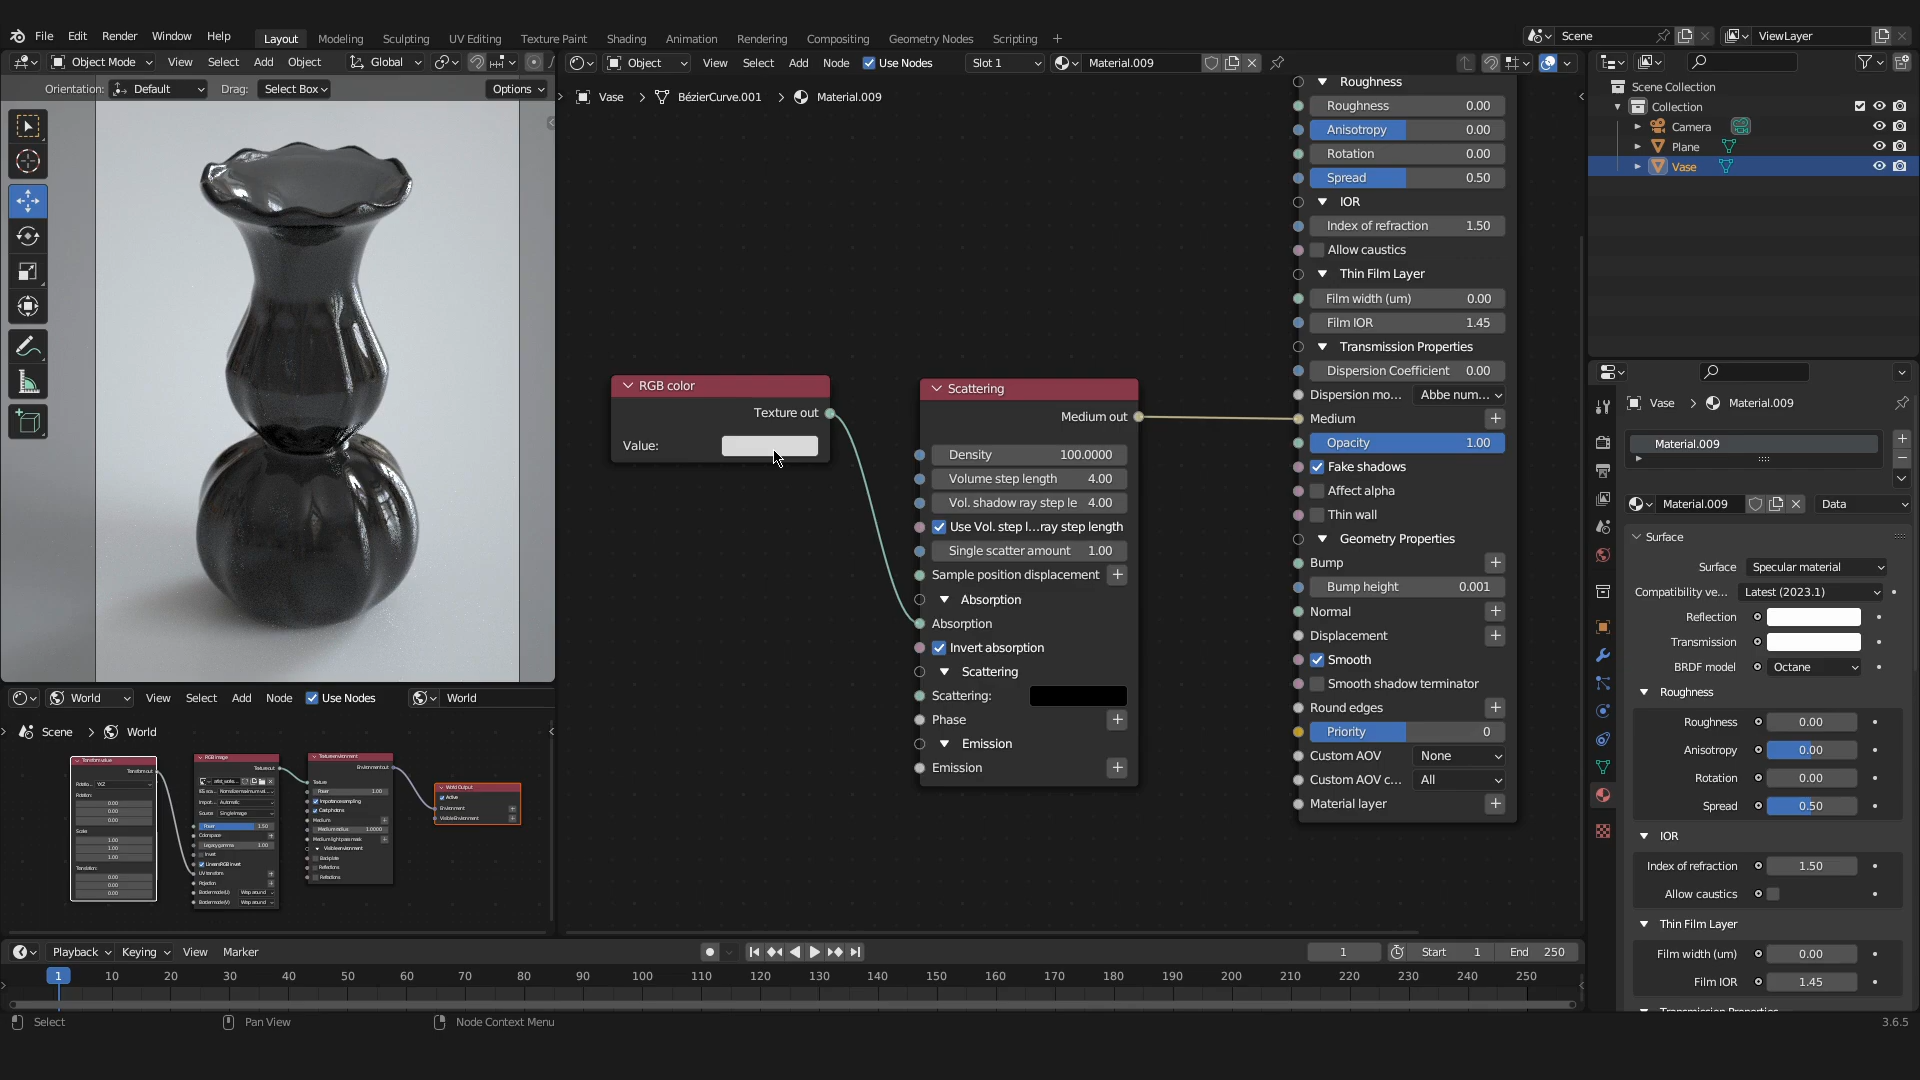 File Edit Render Window Help Layout Modeling Sculpting UV Editing Texture Paint Shading Animation Rendering Compositing Geometry Nodes Scripting + Scene ViewLayer
Object Mode View Select Add Object Global Object View Select Add Node Use Nodes Slot 1 Material.009
Orientation: Default Drag: Select Box Options
Vase > BézierCurve.001 > Material.009
Scene Collection
Collection
Camera
Plane
Vase
RGB color
Texture out
Value:
Scattering
Medium out
Density 100.0000
Volume step length 4.00
Vol. shadow ray step le 4.00
Use Vol. step l...ray step length
Single scatter amount 1.00
Sample position displacement
Absorption
Absorption
Invert absorption
Scattering
Scattering:
Phase
Emission
Emission
Roughness
Roughness 0.00
Anisotropy 0.00
Rotation 0.00
Spread 0.50
IOR
Index of refraction 1.50
Allow caustics
Thin Film Layer
Film width (um) 0.00
Film IOR 1.45
Transmission Properties
Dispersion Coefficient 0.00
Dispersion mo... Abbe num...
Medium
Opacity 1.00
Fake shadows
Affect alpha
Thin wall
Geometry Properties
Bump
Bump height 0.001
Normal
Displacement
Smooth
Smooth shadow terminator
Round edges
Priority 0
Custom AOV None
Custom AOV c... All
Material layer
Vase > Material.009
Material.009
Material.009 Data
Surface
Surface Specular material
Compatibility ve... Latest (2023.1)
Reflection
Transmission
BRDF model Octane
Roughness
Roughness 0.00
Anisotropy 0.00
Rotation 0.00
Spread 0.50
IOR
Index of refraction 1.50
Allow caustics
Thin Film Layer
Film width (um) 0.00
Film IOR 1.45
World View Select Add Node Use Nodes World
Scene > World
RGB image
Texture environment
World Output
Playback Keying View Marker 1 Start 1 End 250
1 10 20 30 40 50 60 70 80 90 100 110 120 130 140 150 160 170 180 190 200 210 220 230 240 250
Select Pan View Node Context Menu 3.6.5